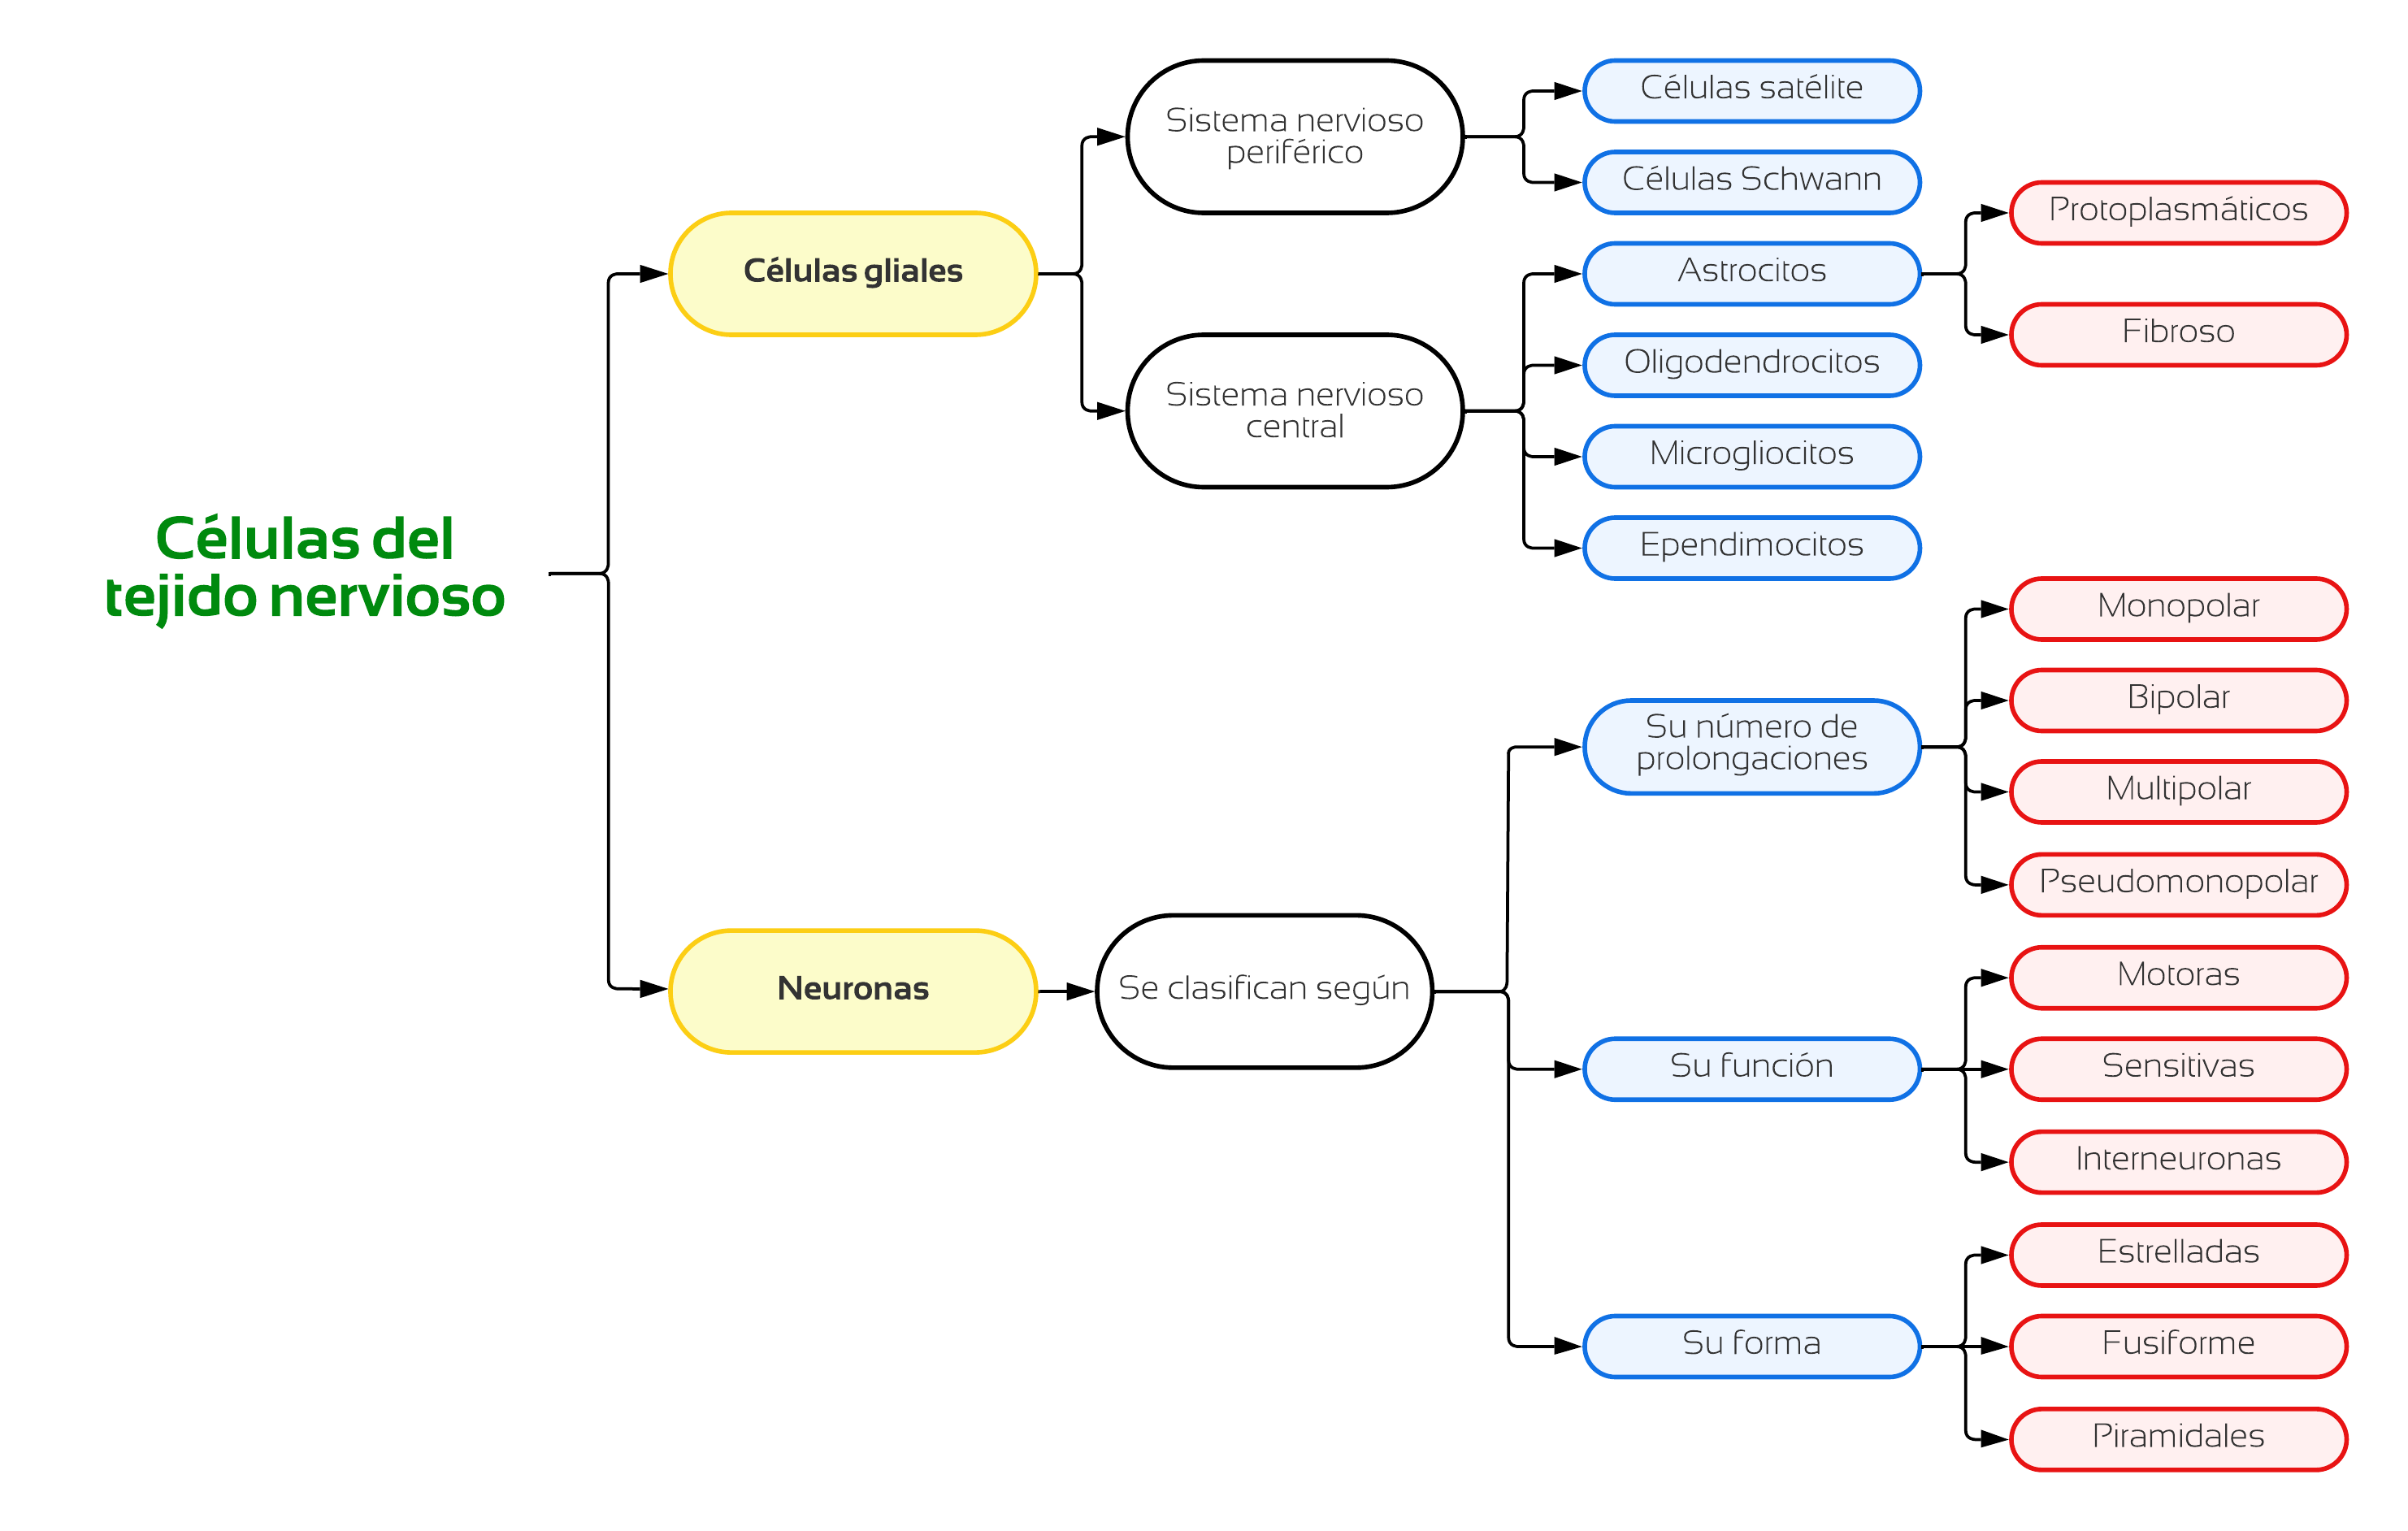 Células del
tejido nervioso
Células gliales
Sistema nervioso
periférico
Células satélite
Células Schwann
Sistema nervioso
central
Astrocitos
Protoplasmáticos
Fibroso
Oligodendrocitos
Microgliocitos
Ependimocitos
Neuronas
Se clasifican según
Su número de
prolongaciones
Monopolar
Bipolar
Multipolar
Pseudomonopolar
Su función
Motoras
Sensitivas
Interneuronas
Su forma
Estrelladas
Fusiforme
Piramidales